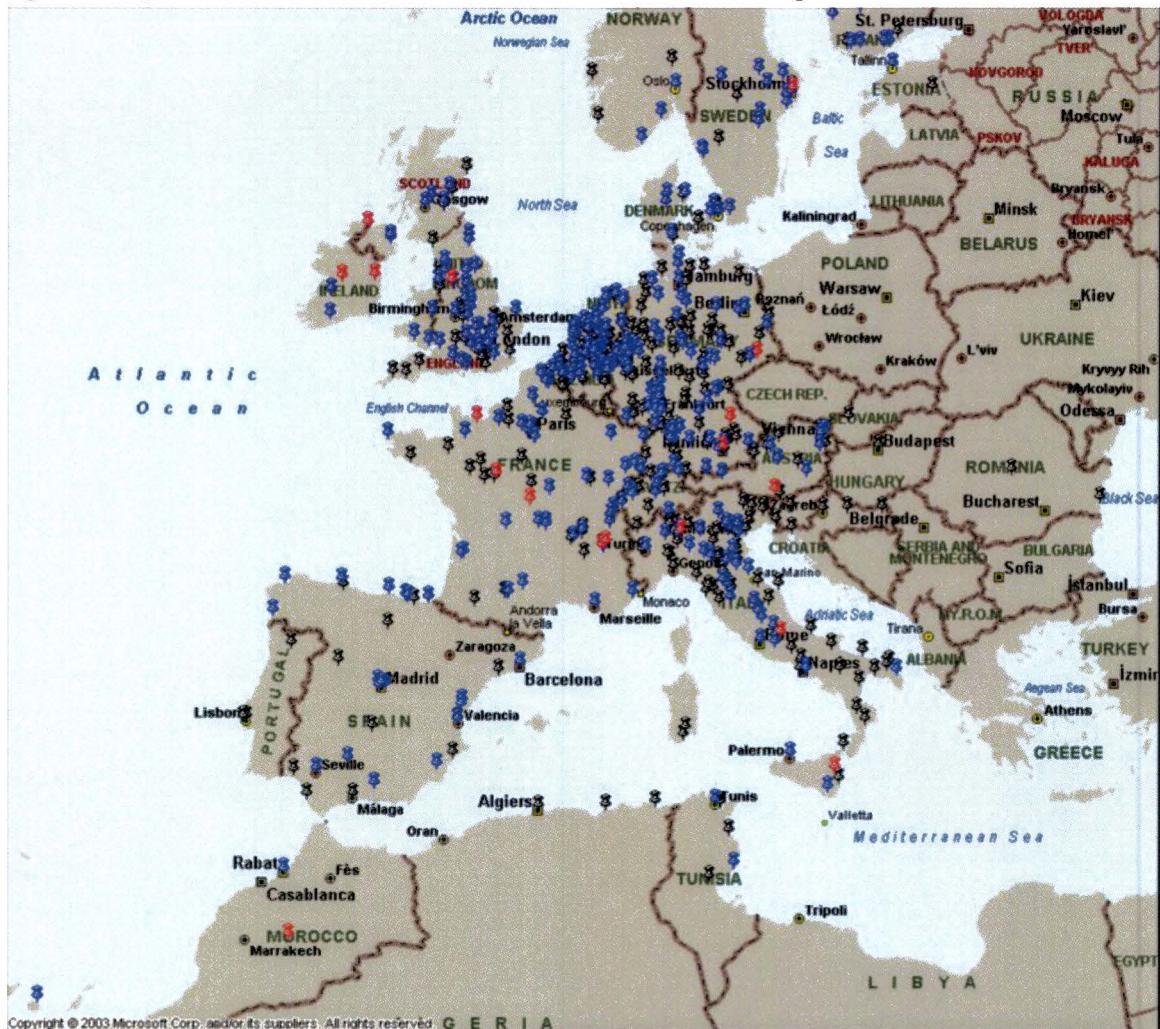 Arctic Ocean
NORWAY
St. Petersburg
VOLOGDA
Yaroslavl'
Norwegian Sea
TVER'
Tallinn
NOVGOROD
Oslo
Stockholm
ESTONIA
RUSSIA
Moscow
SWEDEN
Baltic
Sea
LATVIA
PSKOV
Tula
KALUGA
SCOTLAND
Glasgow
North Sea
DENMARK
Copenhagen
Kaliningrad
LITHUANIA
Minsk
Bryansk
BRYANSK
Homel'
BELARUS
IRELAND
Birmingham
Amsterdam
London
ENGLAND
Hamburg
Berlin
Poznań
POLAND
Warsaw
Łódź
Wrocław
Kraków
L'viv
Kiev
UKRAINE
Kryvyy Rih
Mykolayiv
Odessa
Atlantic
Ocean
English Channel
Paris
Frankfurt
CZECH REP.
SLOVAKIA
Vienna
AUSTRIA
Budapest
HUNGARY
ROMANIA
Bucharest
Black Sea
FRANCE
Zagreb
Belgrade
CROATIA
SERBIA AND
MONTENEGRO
BULGARIA
Sofia
Turin
Genoa
San Marino
Monaco
Marseille
Andorra
la Vella
Adriatic Sea
F.Y.R.O.M.
İstanbul
Bursa
TURKEY
Tirana
ALBANIA
Rome
Naples
Zaragoza
Barcelona
Madrid
PORTUGAL
Lisbon
SPAIN
Valencia
Aegean Sea
İzmir
Athens
GREECE
Seville
Málaga
Palermo
Algiers
Tunis
Valletta
Mediterranean Sea
Oran
Rabat
Fès
Casablanca
TUNISIA
Tripoli
MOROCCO
Marrakech
LIBYA
EGYPT
Copyright © 2003 Microsoft Corp. and/or its suppliers. All rights reserved.
GERIA